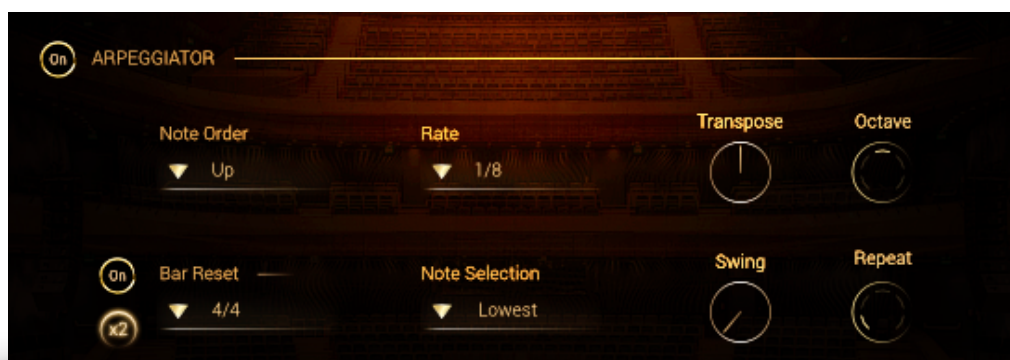 On ARPEGGIATOR
Note Order Rate Transpose Octave
Up 1/8
On Bar Reset Note Selection Swing Repeat
4/4 Lowest
x2